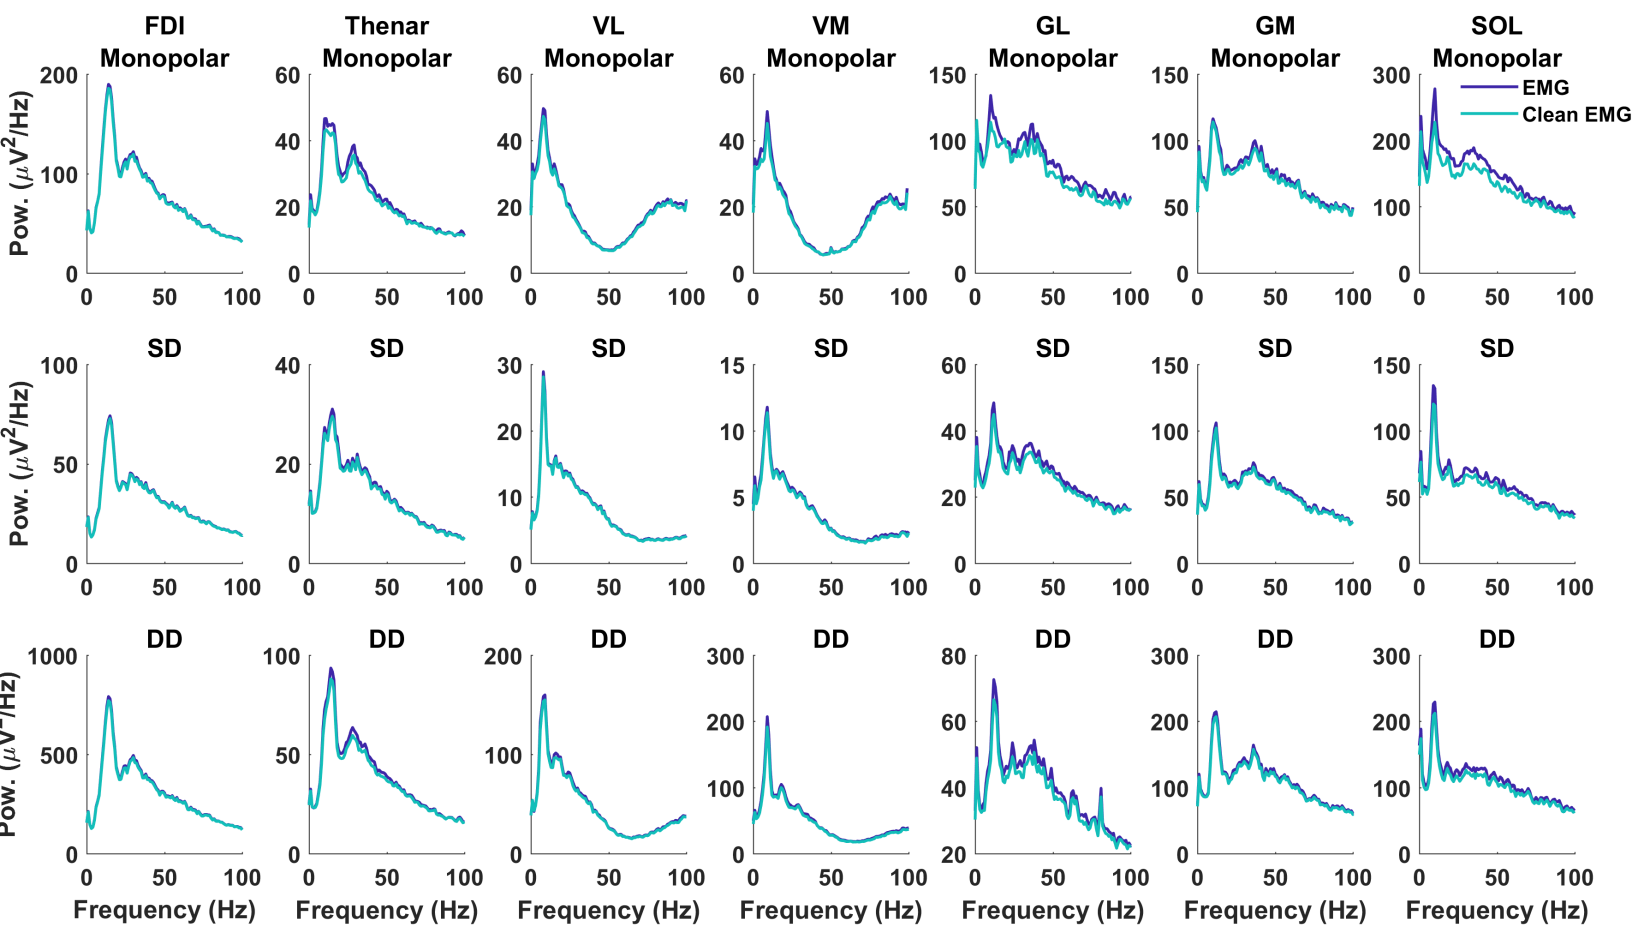 FDI Thenar VL VM GL GM SOL
Monopolar Monopolar Monopolar Monopolar Monopolar Monopolar Monopolar
EMG
Clean EMG
Pow. (μV²/Hz)
200 100 0
0 50 100
60 40 20 0
0 50 100
60 40 20 0
0 50 100
60 40 20 0
0 50 100
150 100 50 0
0 50 100
150 100 50 0
0 50 100
300 200 100 0
0 50 100
SD SD SD SD SD SD SD
Pow. (μV²/Hz)
100 50 0
0 50 100
40 20 0
0 50 100
30 20 10 0
0 50 100
15 10 5 0
0 50 100
60 40 20 0
0 50 100
150 100 50 0
0 50 100
150 100 50 0
0 50 100
DD DD DD DD DD DD DD
Pow. (μV²/Hz)
1000 500 0
0 50 100
100 50 0
0 50 100
200 100 0
0 50 100
300 200 100 0
0 50 100
80 60 40 20
0 50 100
300 200 100 0
0 50 100
300 200 100 0
0 50 100
Frequency (Hz) Frequency (Hz) Frequency (Hz) Frequency (Hz) Frequency (Hz) Frequency (Hz) Frequency (Hz)